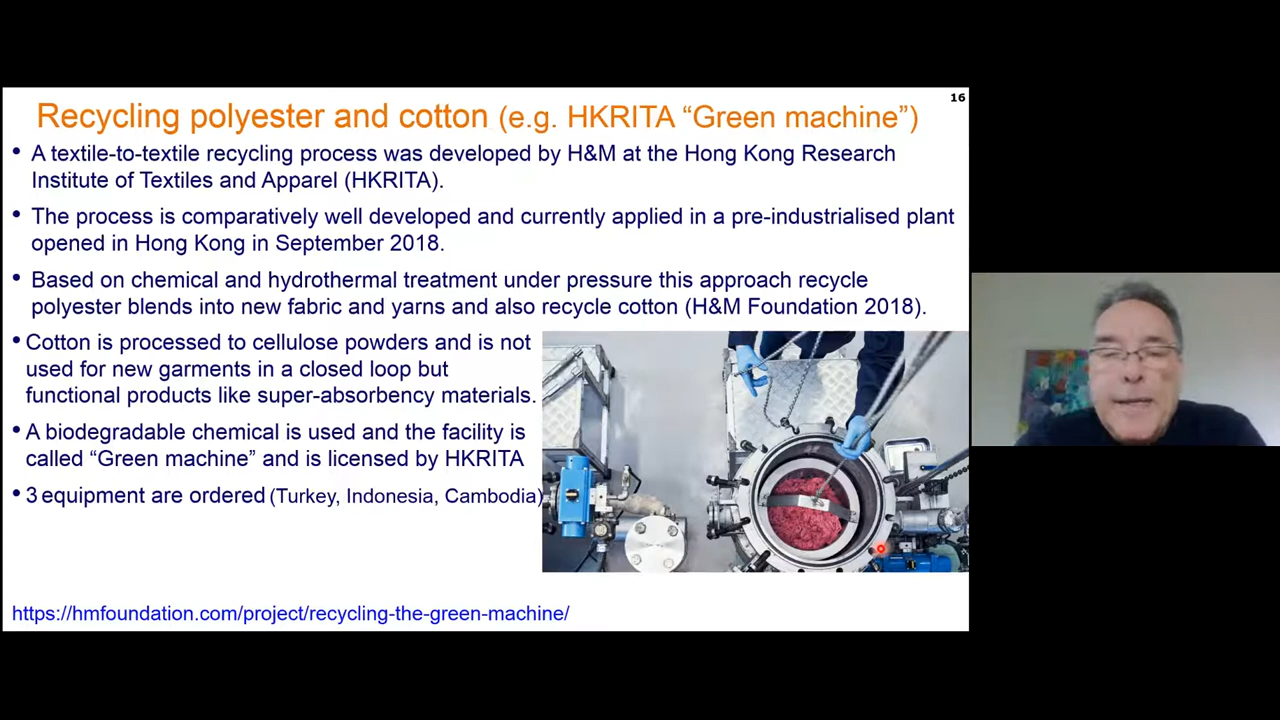 16
Recycling polyester and cotton (e.g. HKRITA “Green machine”)
• A textile-to-textile recycling process was developed by H&M at the Hong Kong Research
Institute of Textiles and Apparel (HKRITA).
• The process is comparatively well developed and currently applied in a pre-industrialised plant
opened in Hong Kong in September 2018.
• Based on chemical and hydrothermal treatment under pressure this approach recycle
polyester blends into new fabric and yarns and also recycle cotton (H&M Foundation 2018).
• Cotton is processed to cellulose powders and is not
used for new garments in a closed loop but
functional products like super-absorbency materials.
• A biodegradable chemical is used and the facility is
called “Green machine” and is licensed by HKRITA
• 3 equipment are ordered (Turkey, Indonesia, Cambodia)
https://hmfoundation.com/project/recycling-the-green-machine/